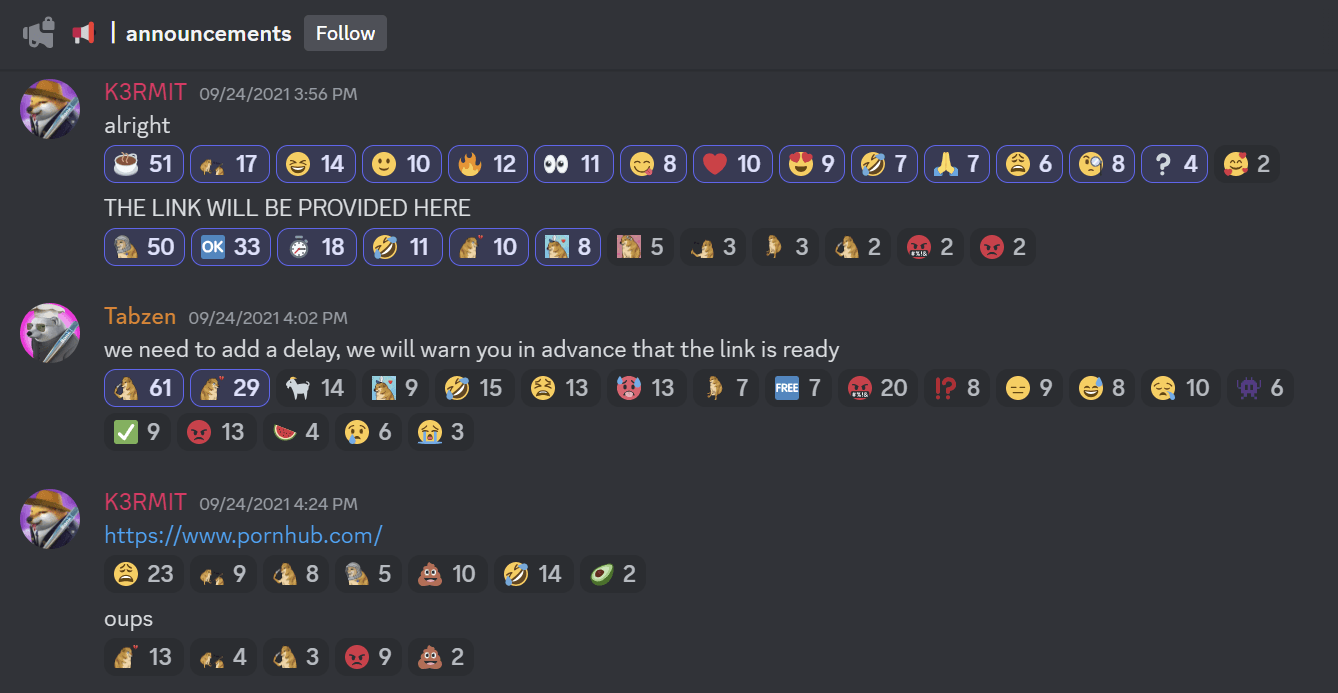 announcements Follow
K3RMIT 09/24/2021 3:56 PM
alright
51 17 14 10 12 11 8 10 9 7 7 6 8 4 2
THE LINK WILL BE PROVIDED HERE
50 OK 33 18 11 10 8 5 3 3 2 2 2
Tabzen 09/24/2021 4:02 PM
we need to add a delay, we will warn you in advance that the link is ready
61 29 14 9 15 13 13 7 FREE 7 20 8 9 8 10 6
9 13 4 6 3
K3RMIT 09/24/2021 4:24 PM
https://www.pornhub.com/
23 9 8 5 10 14 2
oups
13 4 3 9 2